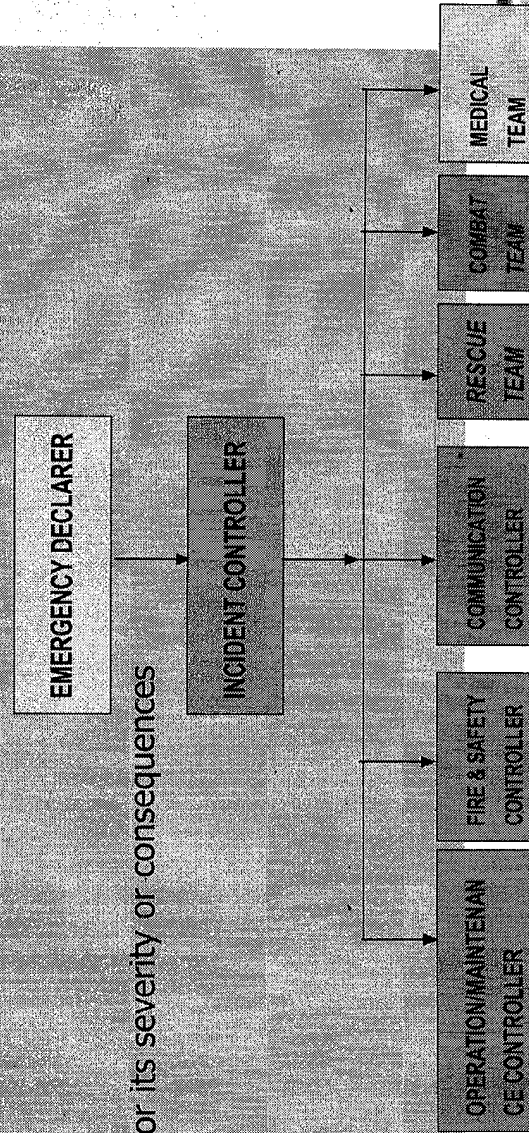 EMERGENCY DECLARER
or its severity or consequences
INCIDENT CONTROLLER
OPERATION/MAINTENAN
CE CONTROLLER
FIRE & SAFETY
CONTROLLER
COMMUNICATION
CONTROLLER
RESCUE
TEAM
COMBAT
TEAM
MEDICAL
TEAM